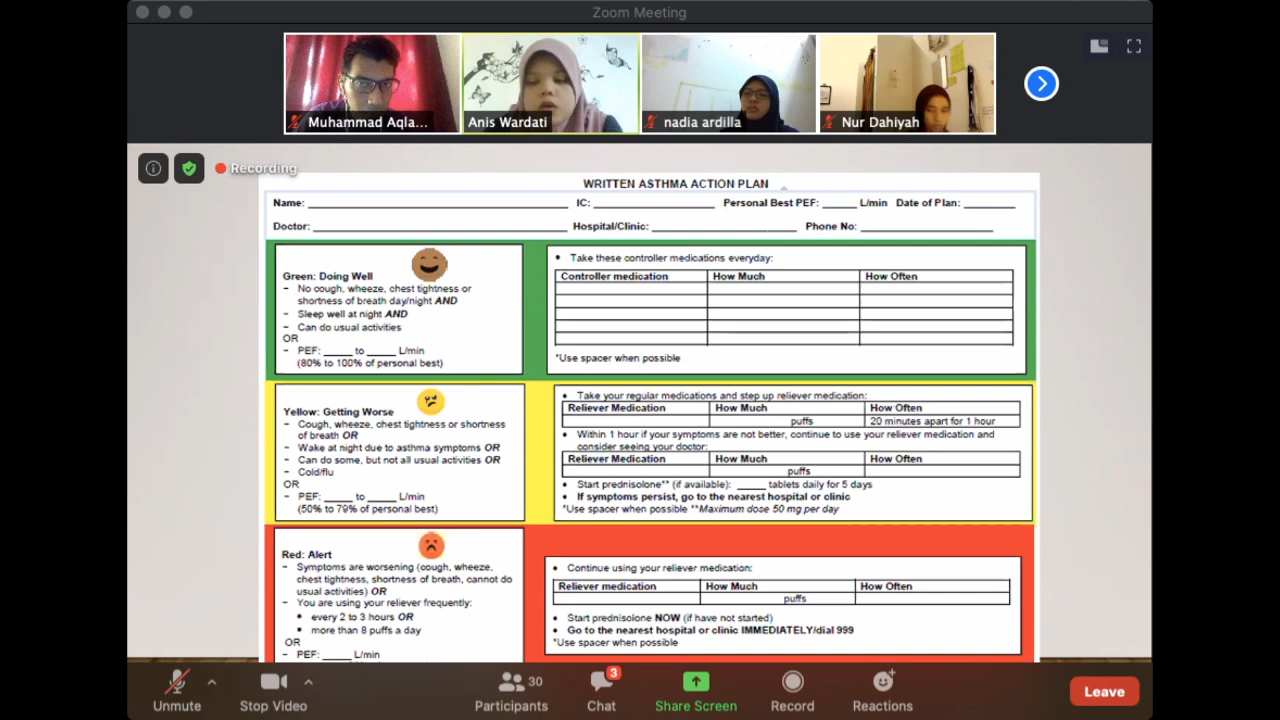 Zoom Meeting
Muhammad Aqla...
Anis Wardati
nadia ardilla
Nur Dahiyah
Recording
WRITTEN ASTHMA ACTION PLAN
Name: ____ IC: ____ Personal Best PEF: ____ L/min Date of Plan: ____
Doctor: ____ Hospital/Clinic: ____ Phone No: ____
Green: Doing Well
- No cough, wheeze, chest tightness or
shortness of breath day/night AND
- Sleep well at night AND
- Can do usual activities
OR
- PEF: ____ to ____ L/min
(80% to 100% of personal best)
• Take these controller medications everyday:
Controller medication How Much How Often
*Use spacer when possible
Yellow: Getting Worse
- Cough, wheeze, chest tightness or shortness
of breath OR
- Wake at night due to asthma symptoms OR
- Can do some, but not all usual activities OR
- Cold/flu
OR
- PEF: ____ to ____ L/min
(50% to 79% of personal best)
• Take your regular medications and step up reliever medication:
Reliever Medication How Much How Often
puffs 20 minutes apart for 1 hour
• Within 1 hour if your symptoms are not better, continue to use your reliever medication and
consider seeing your doctor:
Reliever Medication How Much How Often
puffs
• Start prednisolone** (if available): ____ tablets daily for 5 days
• If symptoms persist, go to the nearest hospital or clinic
*Use spacer when possible **Maximum dose 50 mg per day
Red: Alert
- Symptoms are worsening (cough, wheeze,
chest tightness, shortness of breath, cannot do
usual activities) OR
- You are using your reliever frequently:
• every 2 to 3 hours OR
• more than 8 puffs a day
OR
- PEF: ____ L/min
• Continue using your reliever medication:
Reliever medication How Much How Often
puffs
• Start prednisolone NOW (if have not started)
• Go to the nearest hospital or clinic IMMEDIATELY/dial 999
*Use spacer when possible
Unmute
Stop Video
Participants 30
Chat 3
Share Screen
Record
Reactions
Leave